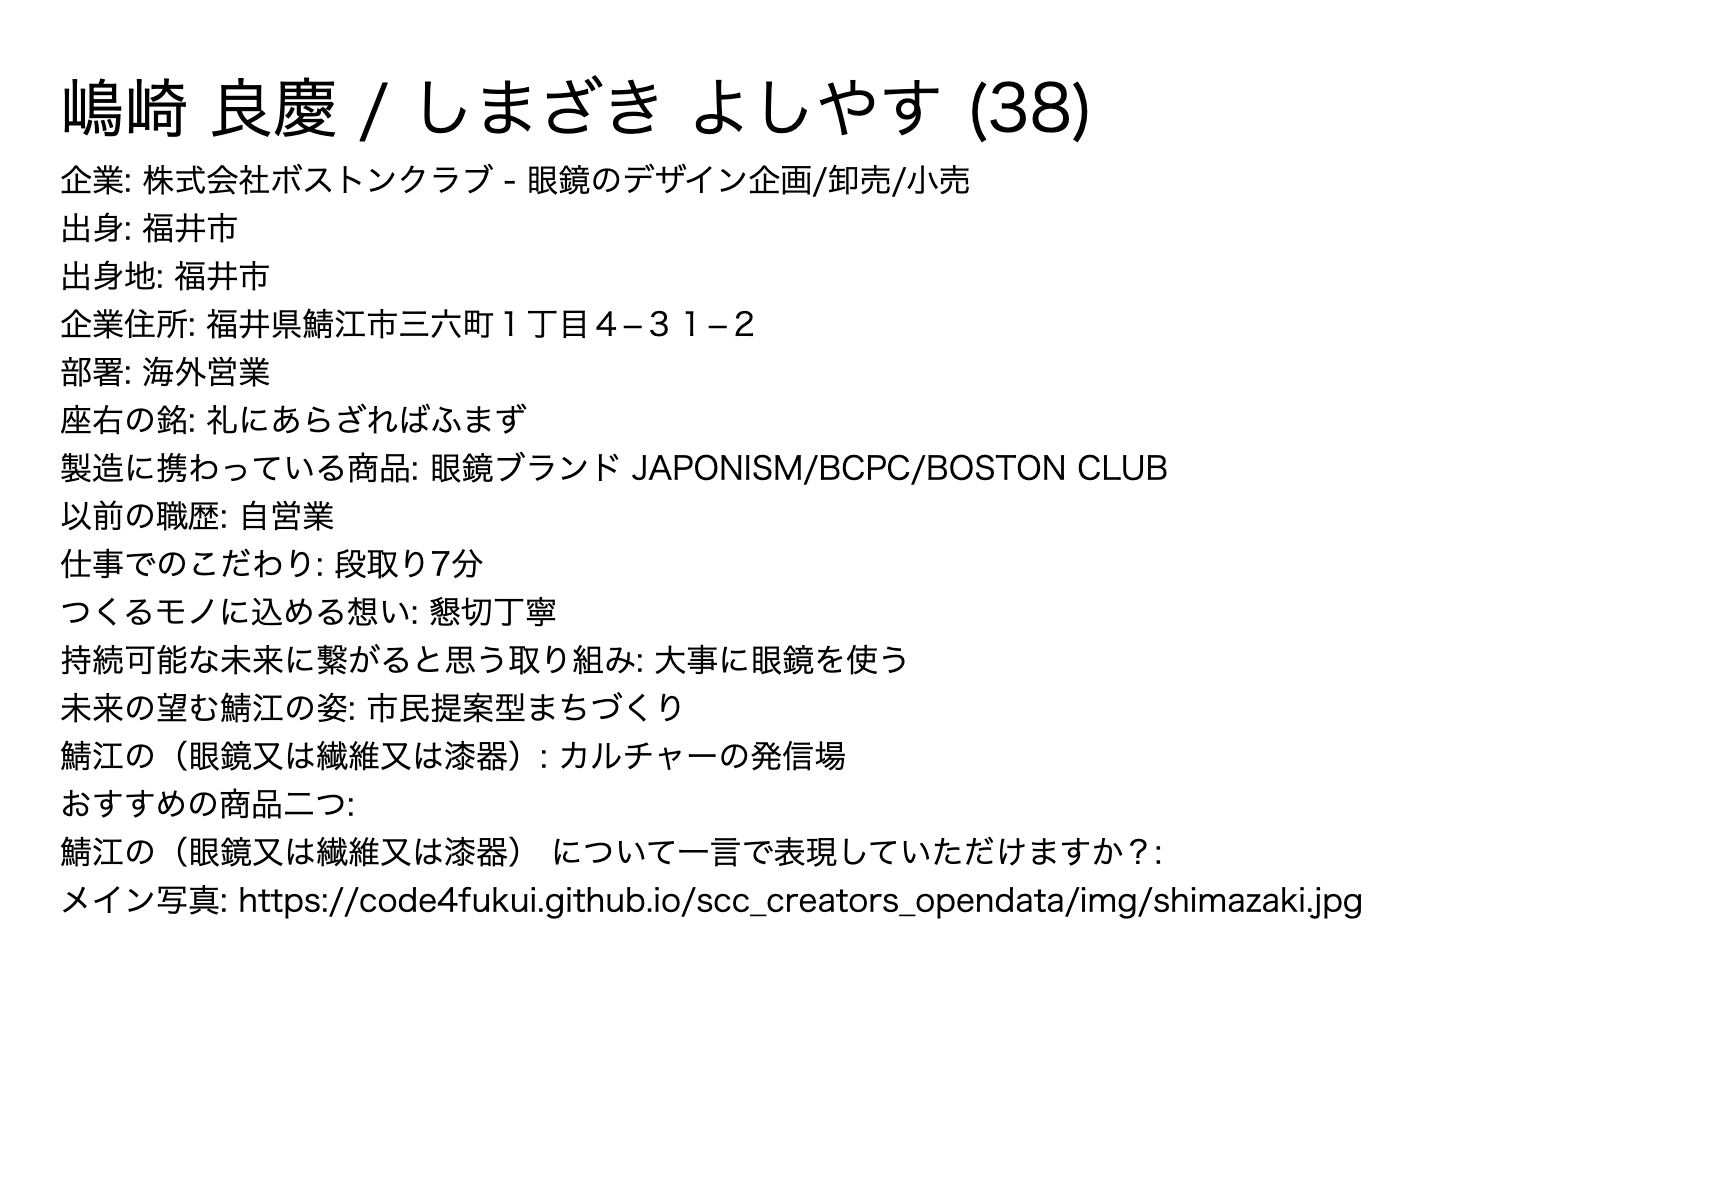 嶋崎 良慶 / しまざき よしやす (38)
企業: 株式会社ボストンクラブ - 眼鏡のデザイン企画/卸売/小売
出身: 福井市
出身地: 福井市
企業住所: 福井県鯖江市三六町１丁目４−３１−２
部署: 海外営業
座右の銘: 礼にあらざればふまず
製造に携わっている商品: 眼鏡ブランド JAPONISM/BCPC/BOSTON CLUB
以前の職歴: 自営業
仕事でのこだわり: 段取り7分
つくるモノに込める想い: 懇切丁寧
持続可能な未来に繋がると思う取り組み: 大事に眼鏡を使う
未来の望む鯖江の姿: 市民提案型まちづくり
鯖江の（眼鏡又は繊維又は漆器）: カルチャーの発信場
おすすめの商品二つ:
鯖江の（眼鏡又は繊維又は漆器） について一言で表現していただけますか？:
メイン写真: https://code4fukui.github.io/scc_creators_opendata/img/shimazaki.jpg